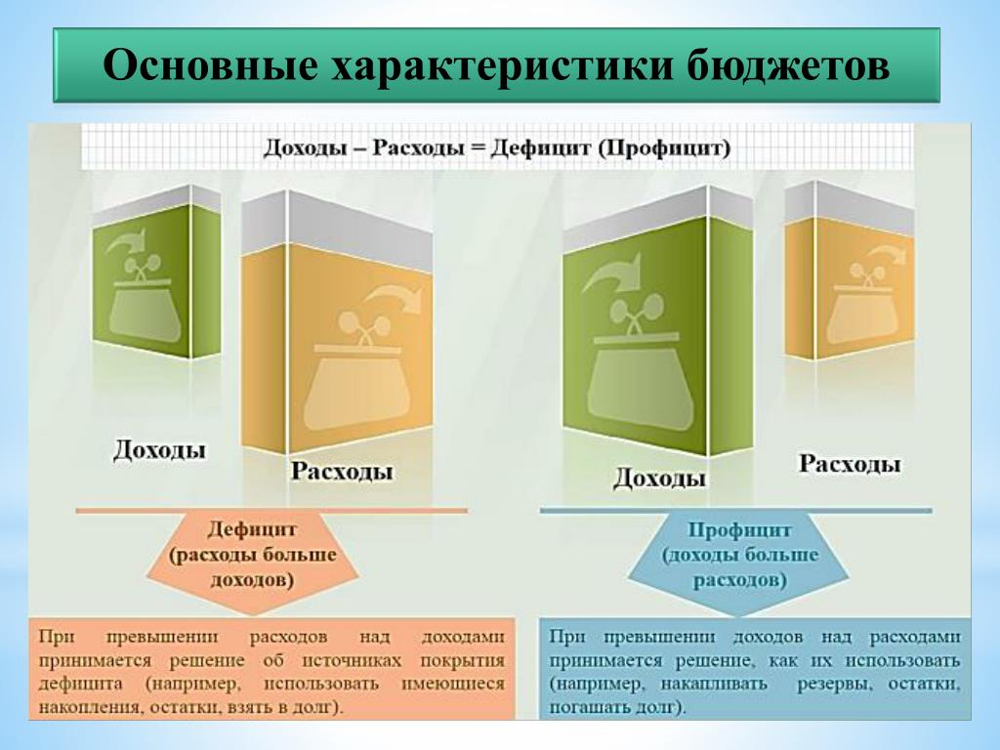 Основные характеристики бюджетов
Доходы – Расходы = Дефицит (Профицит)
Доходы
Расходы
Доходы
Расходы
Дефицит
(расходы больше
доходов)
Профицит
(доходы больше
расходов)
При превышении расходов над доходами
принимается решение об источниках покрытия
дефицита (например, использовать имеющиеся
накопления, остатки, взять в долг).
При превышении доходов над расходами
принимается решение, как их использовать
(например, накапливать резервы, остатки,
погашать долг).